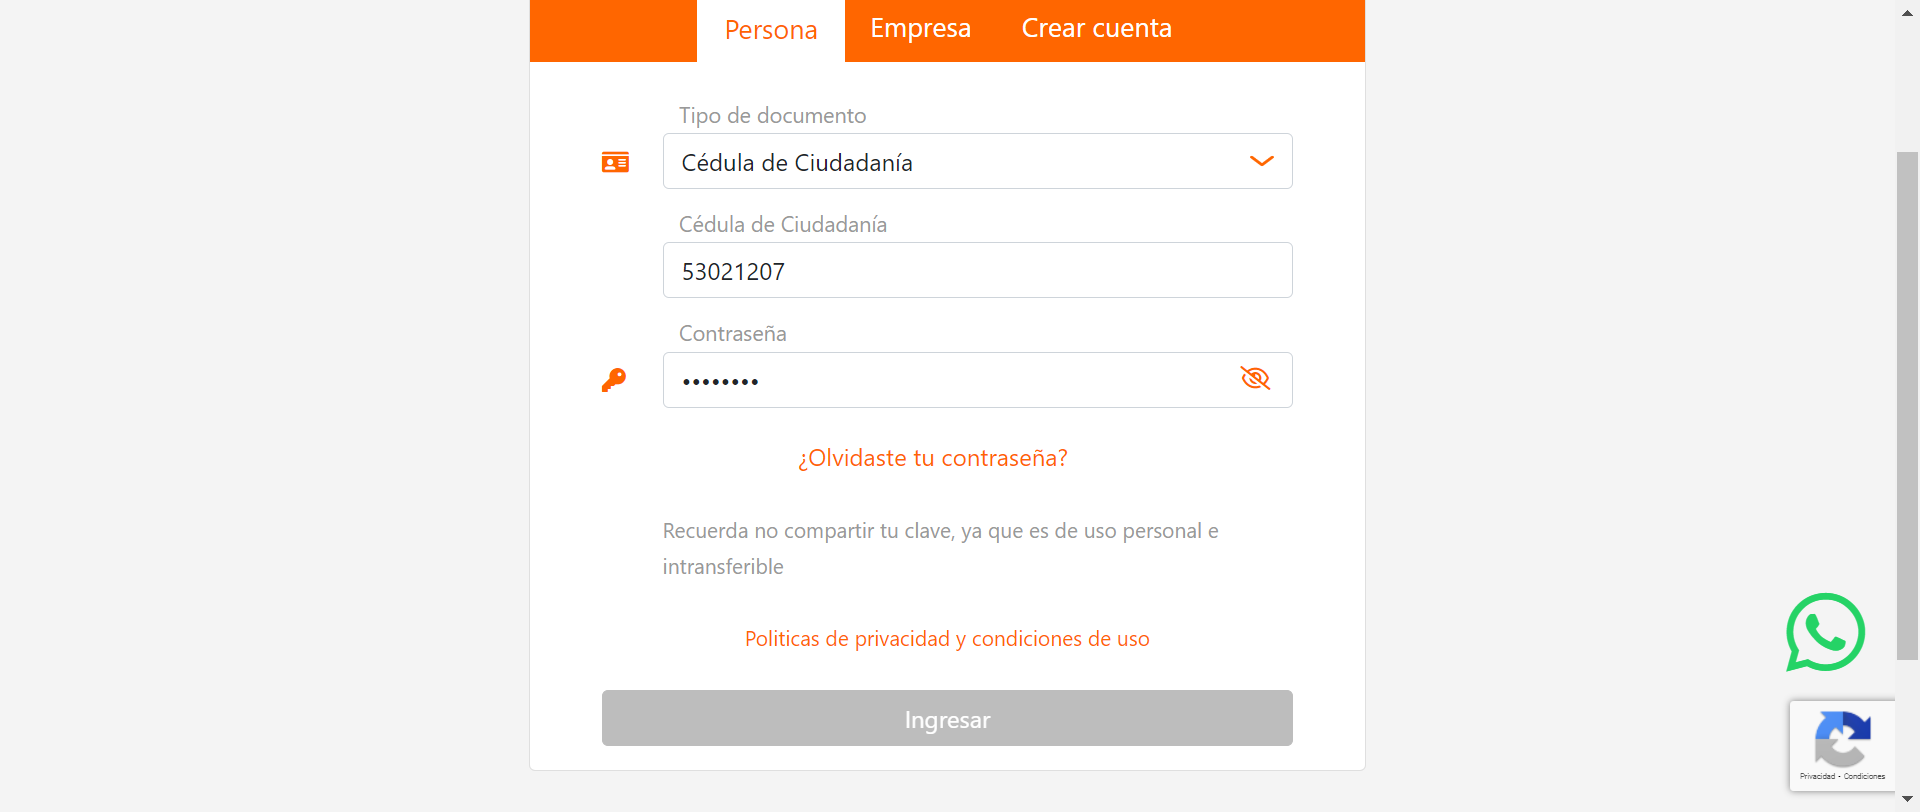 Persona Empresa Crear cuenta
Tipo de documento
Cédula de Ciudadanía
Cédula de Ciudadanía
53021207
Contraseña
••••••••
¿Olvidaste tu contraseña?
Recuerda no compartir tu clave, ya que es de uso personal e
intransferible
Politicas de privacidad y condiciones de uso
Ingresar
Privacidad - Condiciones